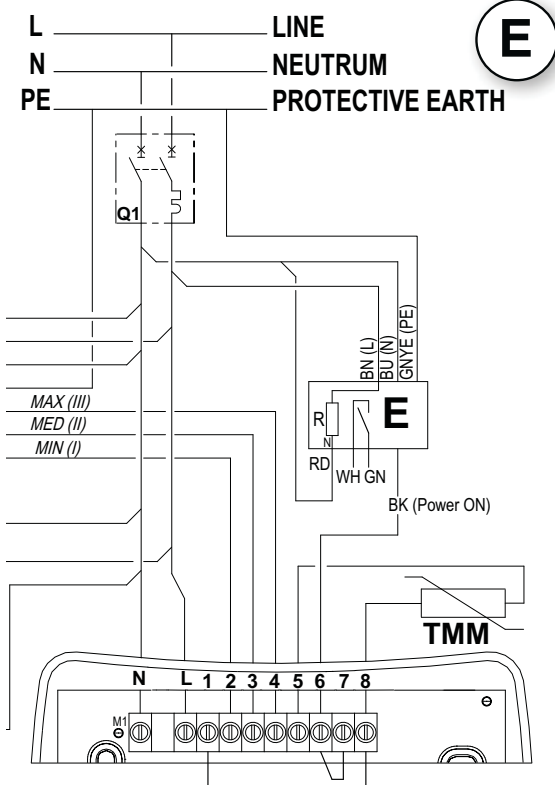 L LINE
E
N NEUTRUM
PE PROTECTIVE EARTH
Q1
BN (L)
BU (N)
GNYE (PE)
MAX (III)
MED (II)
MIN (I)
R
N
E
RD
WH GN
BK (Power ON)
TMM
N L 1 2 3 4 5 6 7 8
M1